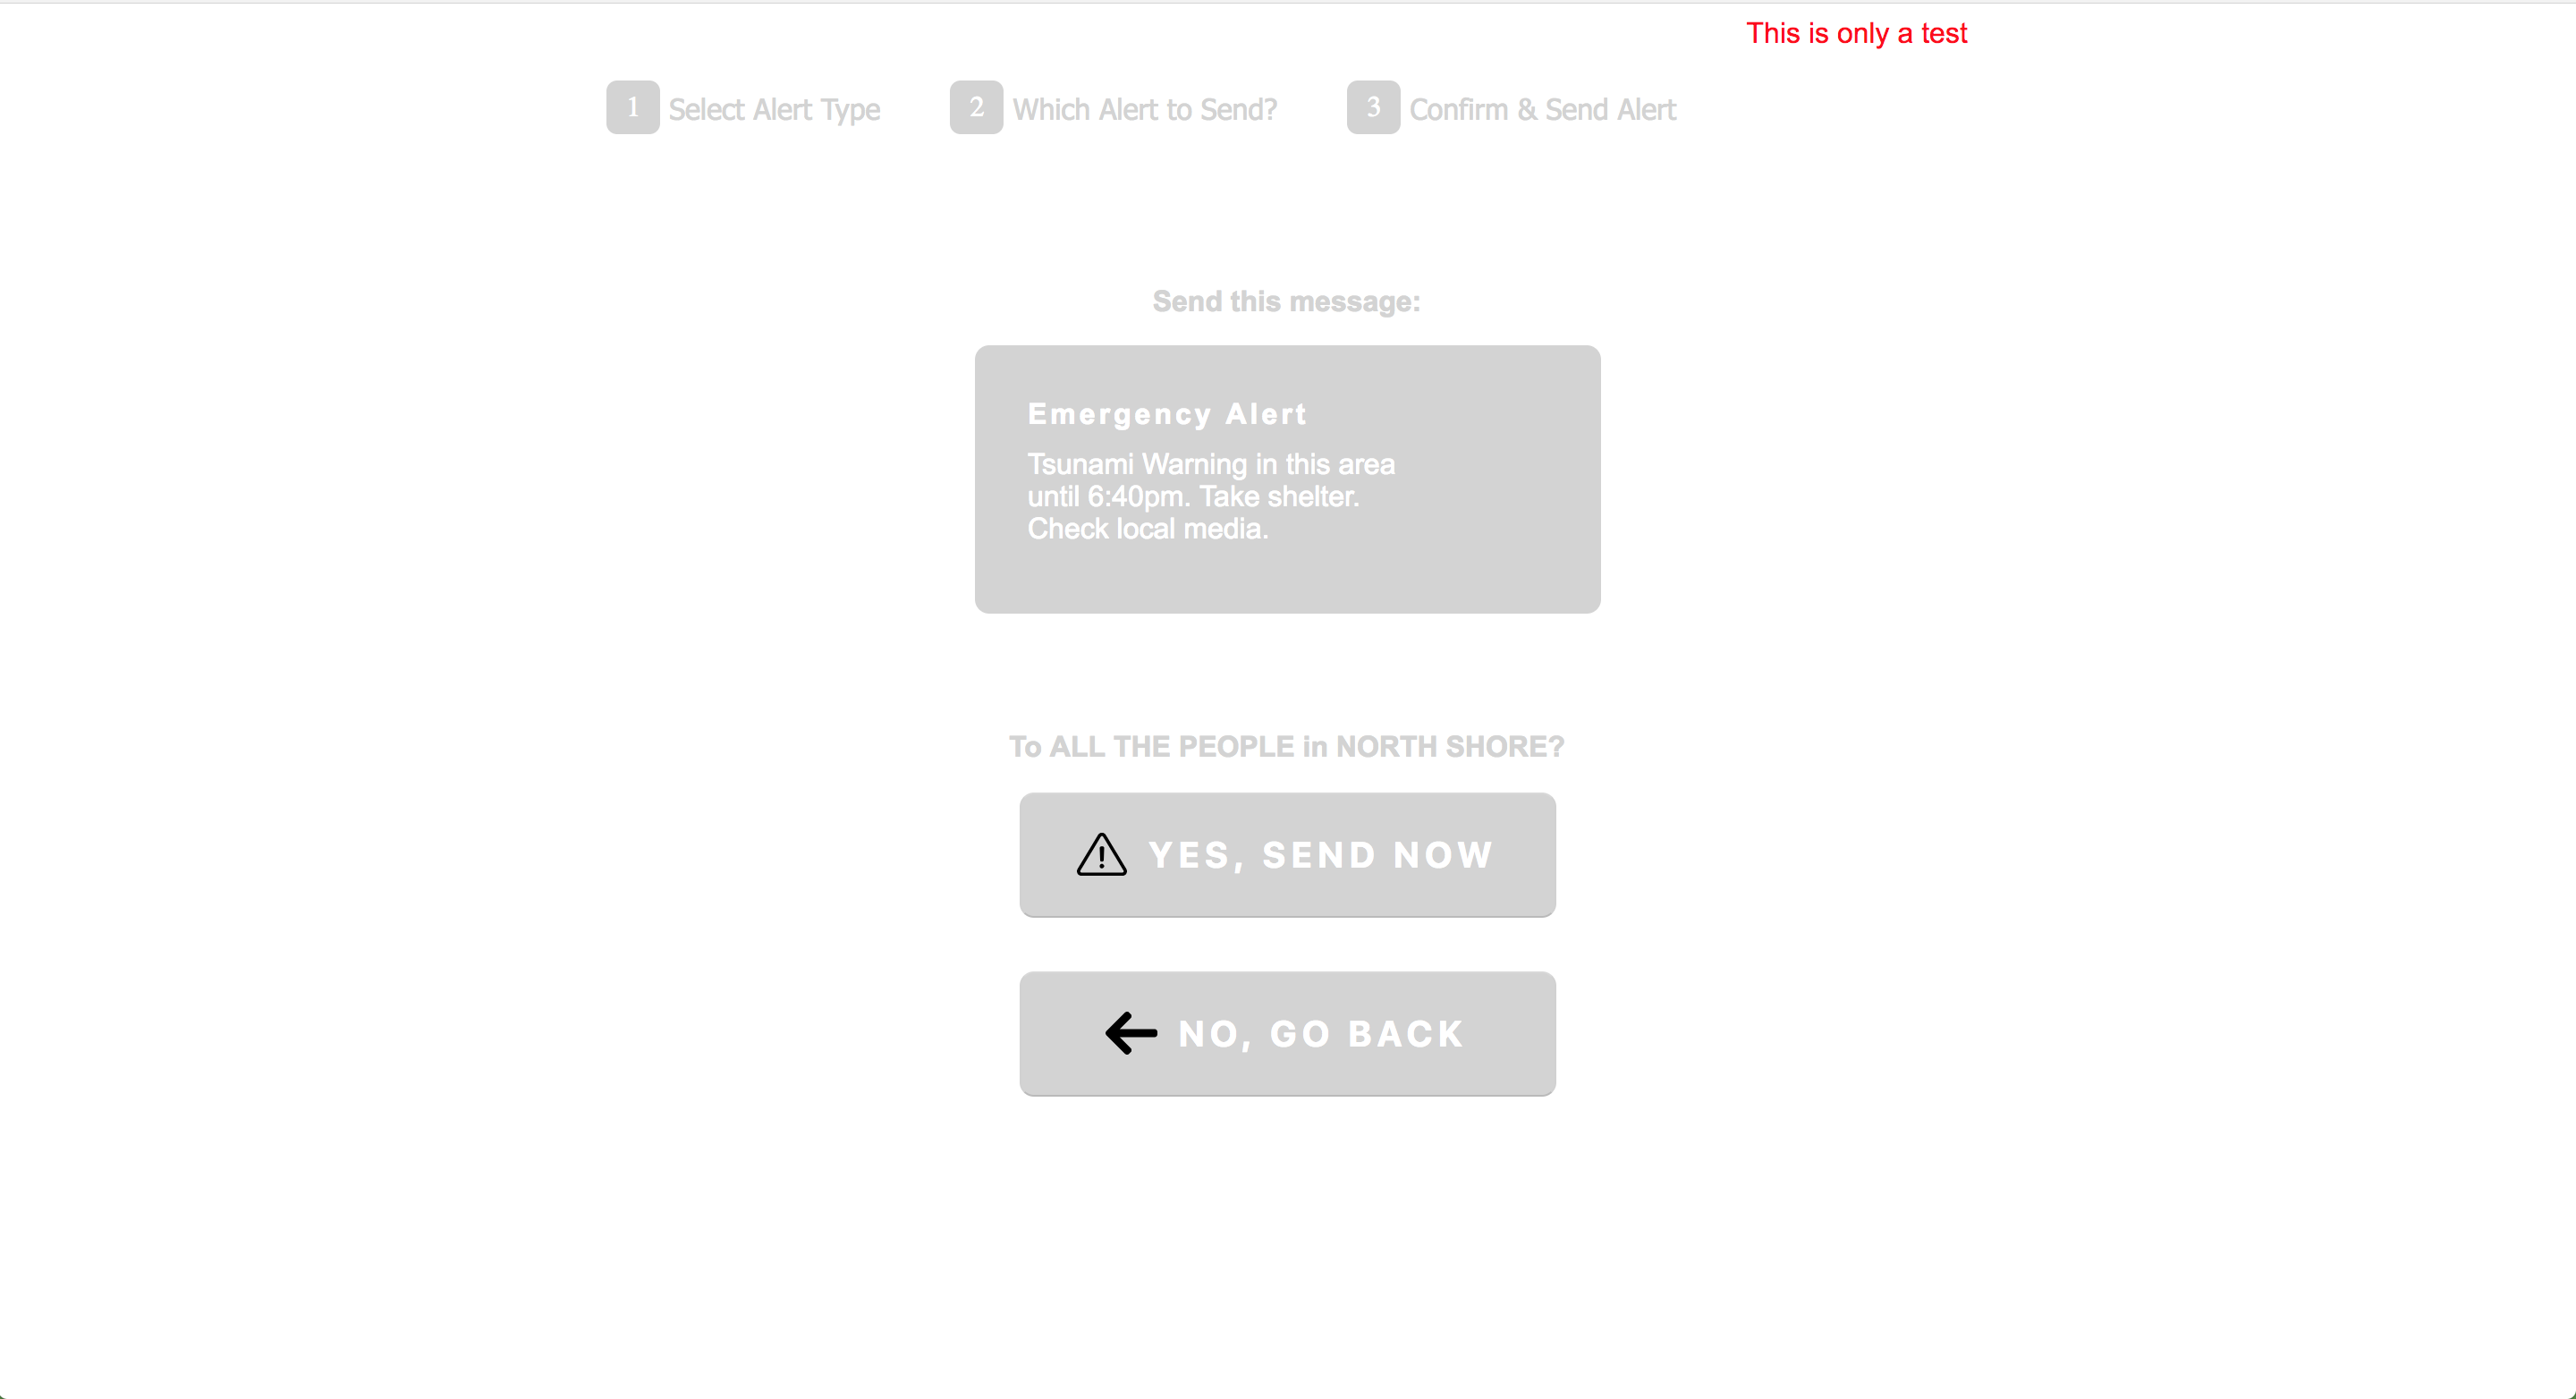 This is only a test
1 Select Alert Type
2 Which Alert to Send?
3 Confirm & Send Alert
Send this message:
Emergency Alert
Tsunami Warning in this area
until 6:40pm. Take shelter.
Check local media.
To ALL THE PEOPLE in NORTH SHORE?
YES, SEND NOW
NO, GO BACK